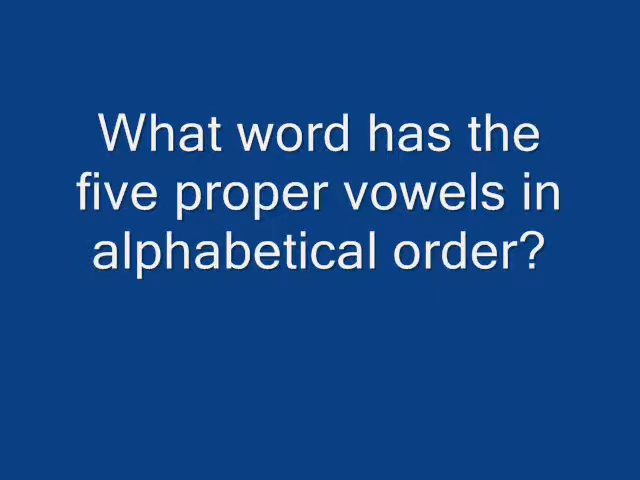 What word has the
five proper vowels in
alphabetical order?